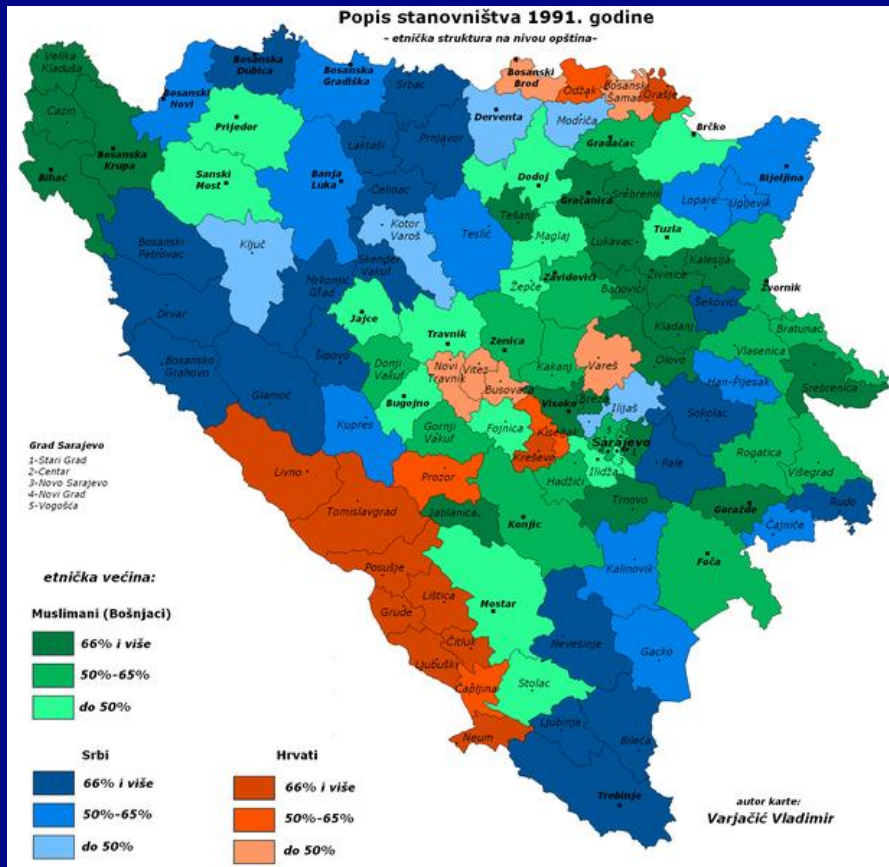 Popis stanovništva 1991. godine
- etnička struktura na nivou opština-
Velika
Kladuša
Cazin
Bihać
Bosanska
Krupa
Bosanski
Novi
Bosanska
Dubica
Bosanska
Gradiška
Srbac
Prijedor
Sanski
Most
Banja
Luka
Laktaši
Prnjavor
Čelinac
Derventa
Bosanski
Brod
Odžak
Bosanski
Šamac
Orašje
Modriča
Gradačac
Brčko
Bijeljina
Lopare
Ugljevik
Dodoj
Gračanica
Srebrenik
Tešanj
Maglaj
Lukavac
Tuzla
Kalesija
Teslić
Kotor
Varoš
Skender
Vakuf
Ključ
Bosanski
Petrovac
Mrkonjić
Grad
Drvar
Bosansko
Grahovo
Glamoč
Šipovo
Jajce
Donji
Vakuf
Travnik
Zenica
Žepče
Zavidovići
Banovići
Živinice
Zvornik
Šekovići
Kladanj
Bratunac
Vlasenica
Srebrenica
Olovo
Vareš
Kakanj
Novi
Travnik
Vitez
Busovača
Bugojno
Gornji
Vakuf
Kupres
Fojnica
Kiseljak
Kreševo
Visoko
Breza
Ilijaš
Han-Pijesak
Sokolac
Sarajevo
5
3
Ilidža
Pale
Rogatica
Višegrad
Rudo
Hadžići
Trnovo
Goražde
Čajniče
Foča
Kalinovik
Konjic
Jablanica
Prozor
Livno
Tomislavgrad
Posušje
Lištica
Grude
Čitluk
Ljubuški
Čapljina
Neum
Mostar
Stolac
Nevesinje
Gacko
Ljubinje
Bileća
Trebinje
Grad Sarajevo
1-Stari Grad
2-Centar
3-Novo Sarajevo
4-Novi Grad
5-Vogošća
etnička većina:
Muslimani (Bošnjaci)
66% i više
50%-65%
do 50%
Srbi
66% i više
50%-65%
do 50%
Hrvati
66% i više
50%-65%
do 50%
autor karte:
Varjačić Vladimir